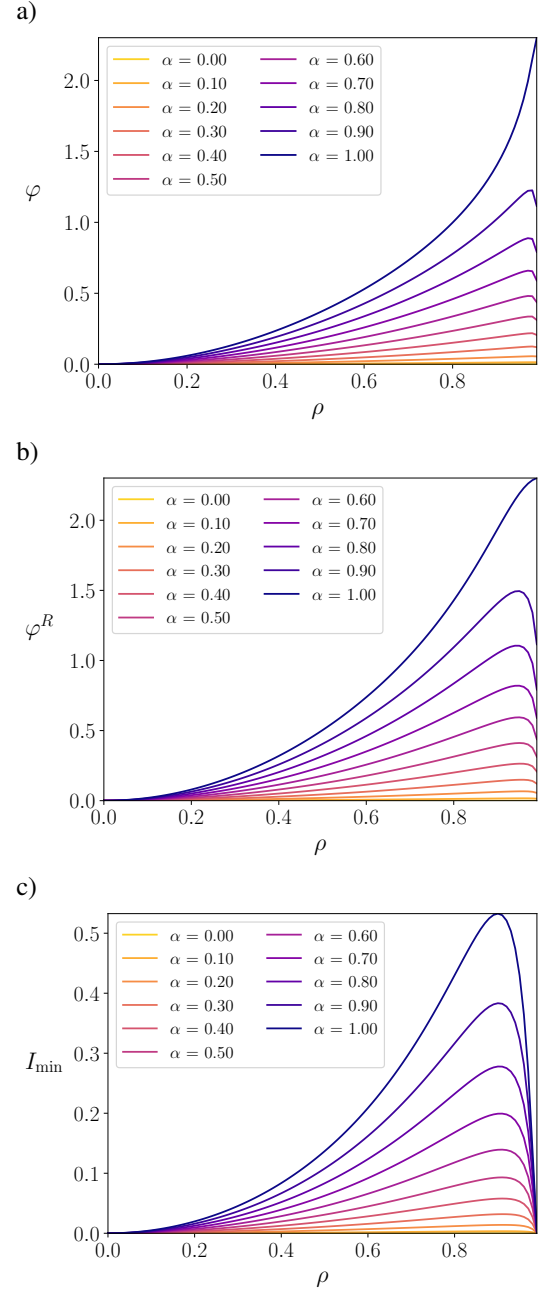 a)
α = 0.00 α = 0.60
α = 0.10 α = 0.70
α = 0.20 α = 0.80
α = 0.30 α = 0.90
α = 0.40 α = 1.00
α = 0.50
2.0
1.5
φ
1.0
0.5
0.0
0.0 0.2 0.4 0.6 0.8
ρ
b)
α = 0.00 α = 0.60
α = 0.10 α = 0.70
α = 0.20 α = 0.80
α = 0.30 α = 0.90
α = 0.40 α = 1.00
α = 0.50
2.0
1.5
φ^R
1.0
0.5
0.0
0.0 0.2 0.4 0.6 0.8
ρ
c)
α = 0.00 α = 0.60
α = 0.10 α = 0.70
α = 0.20 α = 0.80
α = 0.30 α = 0.90
α = 0.40 α = 1.00
α = 0.50
0.5
0.4
0.3
I_min
0.2
0.1
0.0
0.0 0.2 0.4 0.6 0.8
ρ